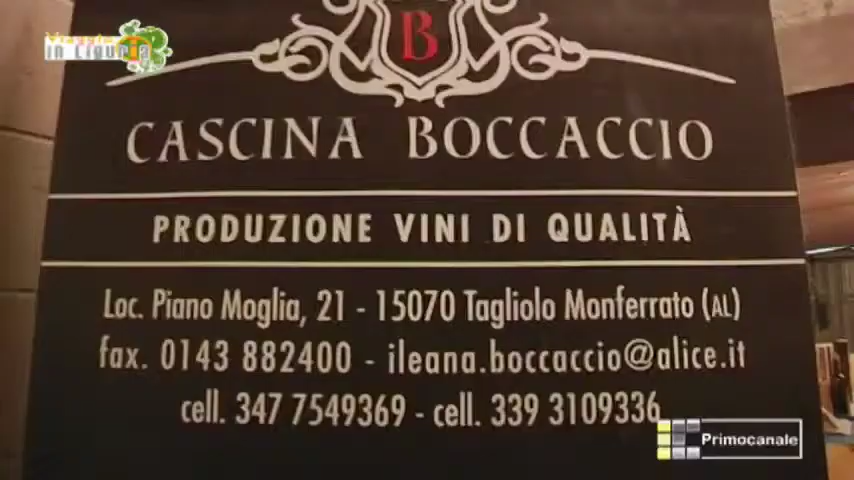 Viaggio
in Liguria
B
CASCINA BOCCACCIO
PRODUZIONE VINI DI QUALITÀ
Loc. Piano Moglia, 21 - 15070 Tagliolo Monferrato (AL)
fax. 0143 882400 - ileana.boccaccio@alice.it
cell. 347 7549369 - cell. 339 3109336
Primocanale